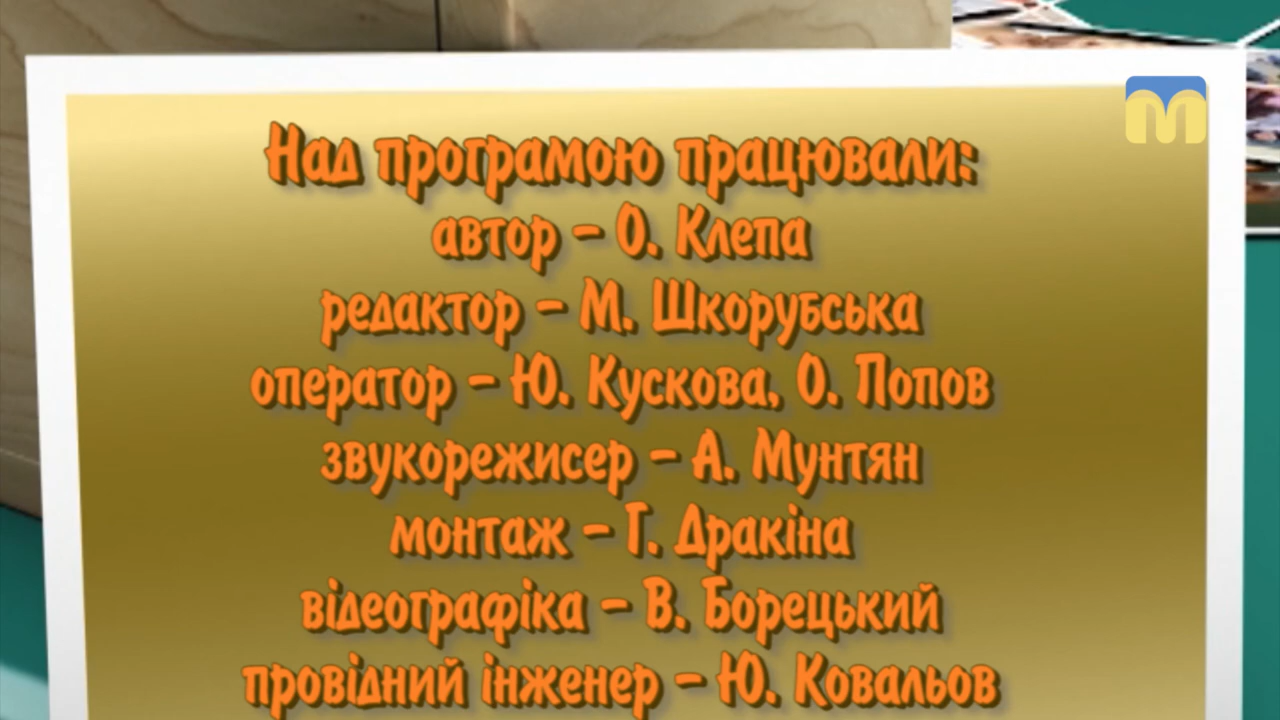 Над програмою працювали:
автор – О. Клепа
редактор – М. Шкорубська
оператор – Ю. Кускова, О. Попов
звукорежисер – А. Мунтян
монтаж – Г. Дракіна
відеографіка – В. Борецький
провідний інженер – Ю. Ковальов